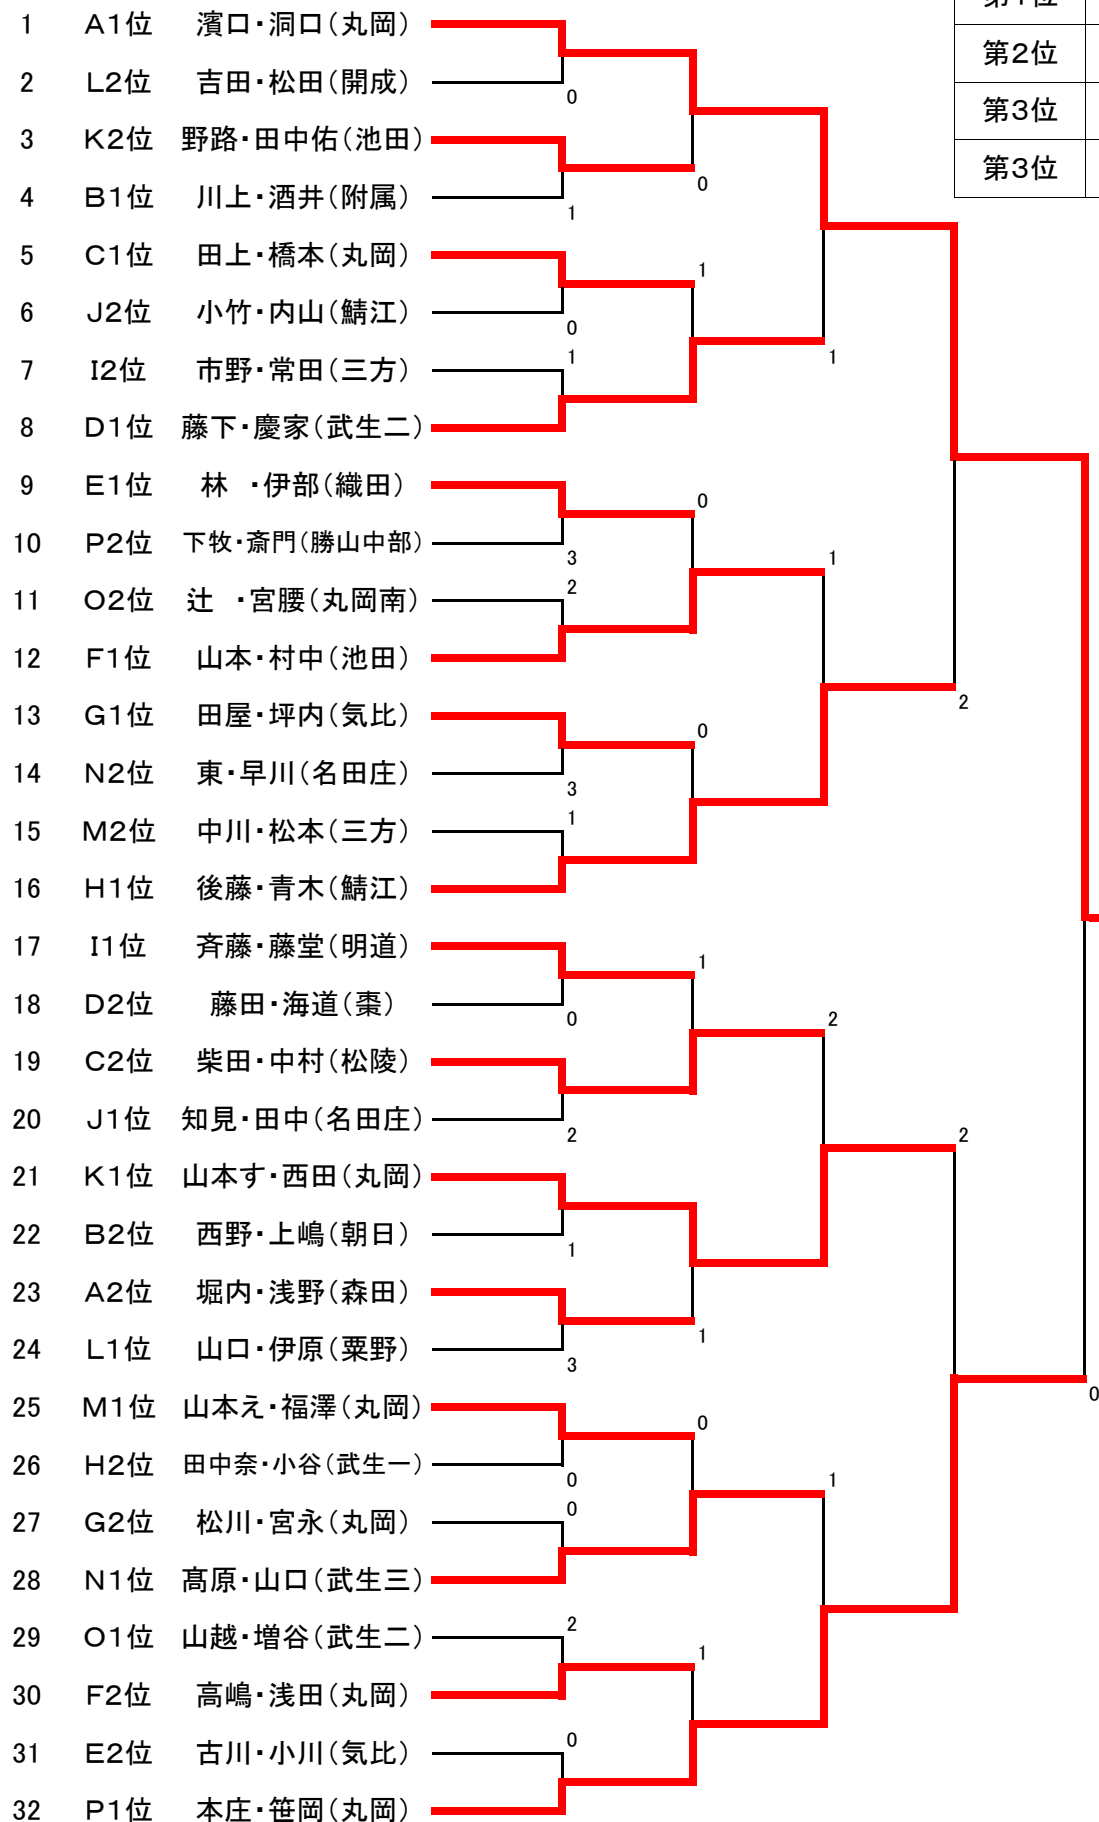 1 A1位 濱口・洞口(丸岡)
第2位
2 L2位 吉田・松田(開成)
0
第3位
3 K2位 野路・田中佑(池田)
第3位
0
4 B1位 川上・酒井(附属)
1
5 C1位 田上・橋本(丸岡)
1
6 J2位 小竹・内山(鯖江)
0
1
1
7 I2位 市野・常田(三方)
8 D1位 藤下・慶家(武生二)
9 E1位 林 ・伊部(織田)
0
10 P2位 下牧・斎門(勝山中部)
3
1
2
11 O2位 辻 ・宮腰(丸岡南)
12 F1位 山本・村中(池田)
2
13 G1位 田屋・坪内(気比)
0
14 N2位 東・早川(名田庄)
3
1
15 M2位 中川・松本(三方)
16 H1位 後藤・青木(鯖江)
17 I1位 斉藤・藤堂(明道)
1
18 D2位 藤田・海道(棗)
0
2
19 C2位 柴田・中村(松陵)
20 J1位 知見・田中(名田庄)
2
2
21 K1位 山本す・西田(丸岡)
22 B2位 西野・上嶋(朝日)
1
23 A2位 堀内・浅野(森田)
1
24 L1位 山口・伊原(粟野)
3
0
25 M1位 山本え・福澤(丸岡)
0
26 H2位 田中奈・小谷(武生一)
0
1
0
27 G2位 松川・宮永(丸岡)
28 N1位 髙原・山口(武生三)
2
29 O1位 山越・増谷(武生二)
1
30 F2位 高嶋・浅田(丸岡)
0
31 E2位 古川・小川(気比)
32 P1位 本庄・笹岡(丸岡)